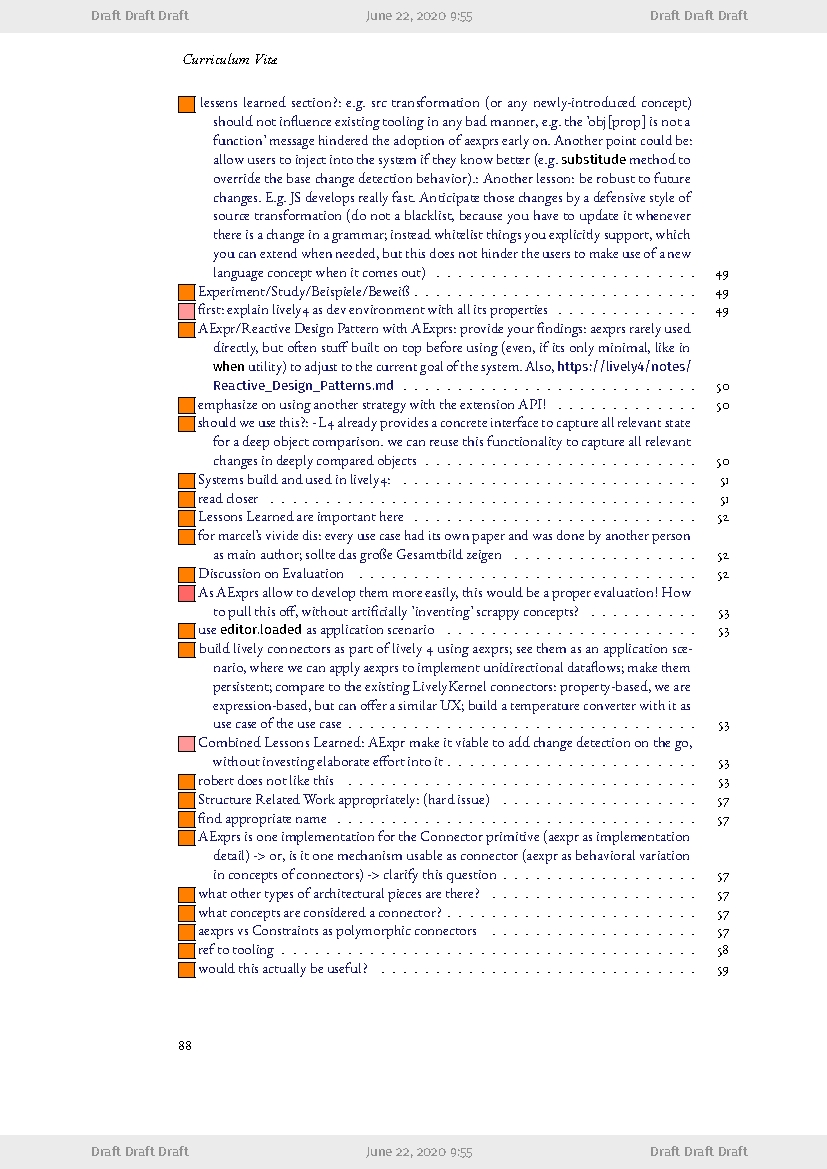 Draft Draft Draft June 22, 2020 9:55 Draft Draft Draft
Curriculum Vitæ
lessens learned section?: e.g. src transformation (or any newly-introduced concept)
should not influence existing tooling in any bad manner, e.g. the 'obj[prop] is not a
function' message hindered the adoption of aexprs early on. Another point could be:
allow users to inject into the system if they know better (e.g. substitude method to
override the base change detection behavior).: Another lesson: be robust to future
changes. E.g. JS develops really fast. Anticipate those changes by a defensive style of
source transformation (do not a blacklist, because you have to update it whenever
there is a change in a grammar; instead whitelist things you explicitly support, which
you can extend when needed, but this does not hinder the users to make use of a new
language concept when it comes out) . . . . . . . . . . . . . . . . . . . . . . . . 49
Experiment/Study/Beispiele/Beweiß . . . . . . . . . . . . . . . . . . . . . . . . . . 49
first: explain lively4 as dev environment with all its properties . . . . . . . . . . . . . 49
AExpr/Reactive Design Pattern with AExprs: provide your findings: aexprs rarely used
directly, but often stuff built on top before using (even, if its only minimal, like in
when utility) to adjust to the current goal of the system. Also, https://lively4/notes/
Reactive_Design_Patterns.md . . . . . . . . . . . . . . . . . . . . . . . . . . . 50
emphasize on using another strategy with the extension API! . . . . . . . . . . . . . 50
should we use this?: - L4 already provides a concrete interface to capture all relevant state
for a deep object comparison. we can reuse this functionality to capture all relevant
changes in deeply compared objects . . . . . . . . . . . . . . . . . . . . . . . . . 50
Systems build and used in lively4: . . . . . . . . . . . . . . . . . . . . . . . . . . . 51
read closer . . . . . . . . . . . . . . . . . . . . . . . . . . . . . . . . . . . . . . . 51
Lessons Learned are important here . . . . . . . . . . . . . . . . . . . . . . . . . . 52
for marcel's vivide dis: every use case had its own paper and was done by another person
as main author; sollte das große Gesamtbild zeigen . . . . . . . . . . . . . . . . . 52
Discussion on Evaluation . . . . . . . . . . . . . . . . . . . . . . . . . . . . . . . 52
As AExprs allow to develop them more easily, this would be a proper evaluation! How
to pull this off, without artificially 'inventing' scrappy concepts? . . . . . . . . . . 53
use editor.loaded as application scenario . . . . . . . . . . . . . . . . . . . . . . . 53
build lively connectors as part of lively 4 using aexprs; see them as an application sce-
nario, where we can apply aexprs to implement unidirectional dataflows; make them
persistent; compare to the existing LivelyKernel connectors: property-based, we are
expression-based, but can offer a similar UX; build a temperature converter with it as
use case of the use case . . . . . . . . . . . . . . . . . . . . . . . . . . . . . . . . 53
Combined Lessons Learned: AExpr make it viable to add change detection on the go,
without investing elaborate effort into it . . . . . . . . . . . . . . . . . . . . . . . 53
robert does not like this . . . . . . . . . . . . . . . . . . . . . . . . . . . . . . . . 53
Structure Related Work appropriately: (hard issue) . . . . . . . . . . . . . . . . . . 57
find appropriate name . . . . . . . . . . . . . . . . . . . . . . . . . . . . . . . . . 57
AExprs is one implementation for the Connector primitive (aexpr as implementation
detail) -> or, is it one mechanism usable as connector (aexpr as behavioral variation
in concepts of connectors) -> clarify this question . . . . . . . . . . . . . . . . . . 57
what other types of architectural pieces are there? . . . . . . . . . . . . . . . . . . . 57
what concepts are considered a connector? . . . . . . . . . . . . . . . . . . . . . . . 57
aexprs vs Constraints as polymorphic connectors . . . . . . . . . . . . . . . . . . . 57
ref to tooling . . . . . . . . . . . . . . . . . . . . . . . . . . . . . . . . . . . . . . 58
would this actually be useful? . . . . . . . . . . . . . . . . . . . . . . . . . . . . . 59
88
Draft Draft Draft June 22, 2020 9:55 Draft Draft Draft